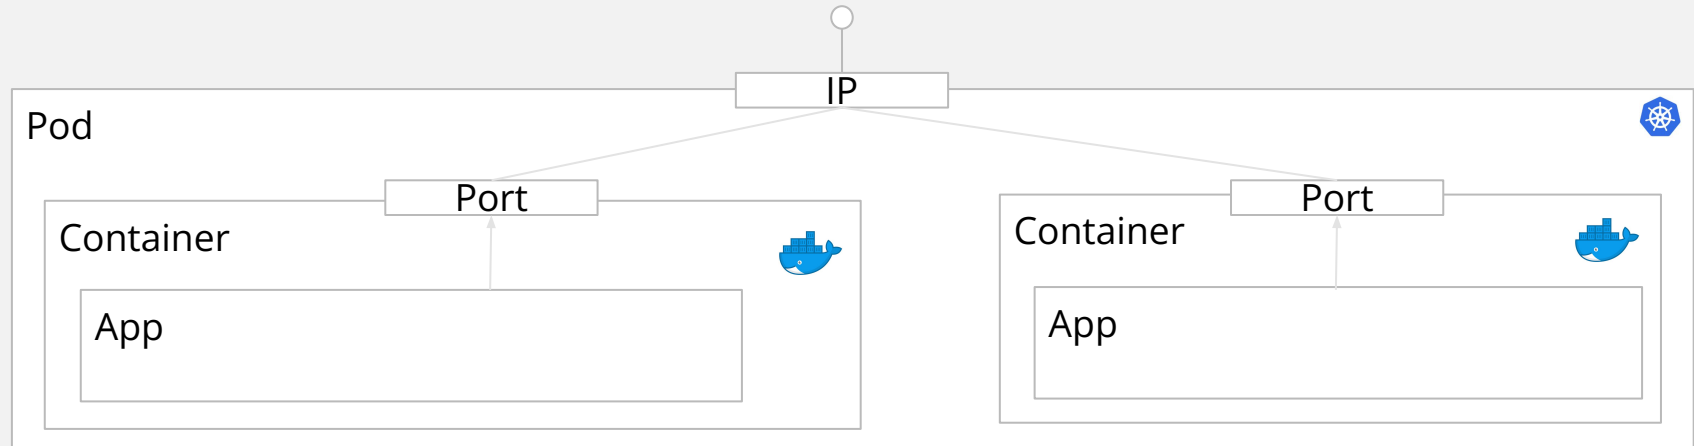 IP
Pod
Port
Port
Container
Container
App
App